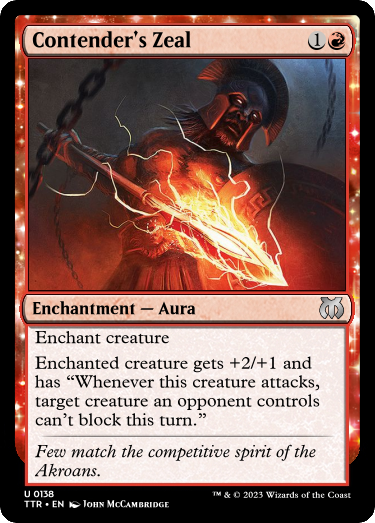 Contender's Zeal 1
Enchantment — Aura
Enchant creature
Enchanted creature gets +2/+1 and
has “Whenever this creature attacks,
target creature an opponent controls
can't block this turn.”
Few match the competitive spirit of the
Akroans.
U 0138
TTR • EN John McCambridge
™ & © 2023 Wizards of the Coast